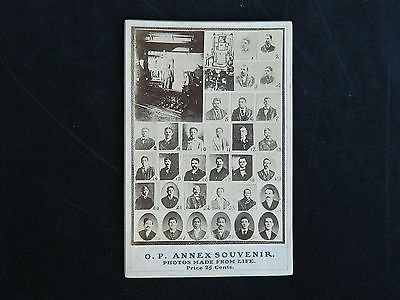 O. P. ANNEX SOUVENIR.
PHOTOS MADE FROM LIFE.
Price 25 Cents.